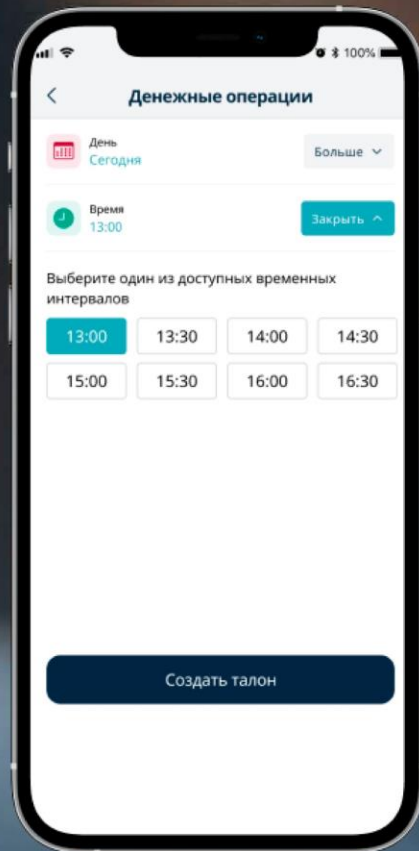 100%
Денежные операции
День
Сегодня
Больше
Время
13:00
Закрыть
Выберите один из доступных временных
интервалов
13:00 13:30 14:00 14:30
15:00 15:30 16:00 16:30
Создать талон